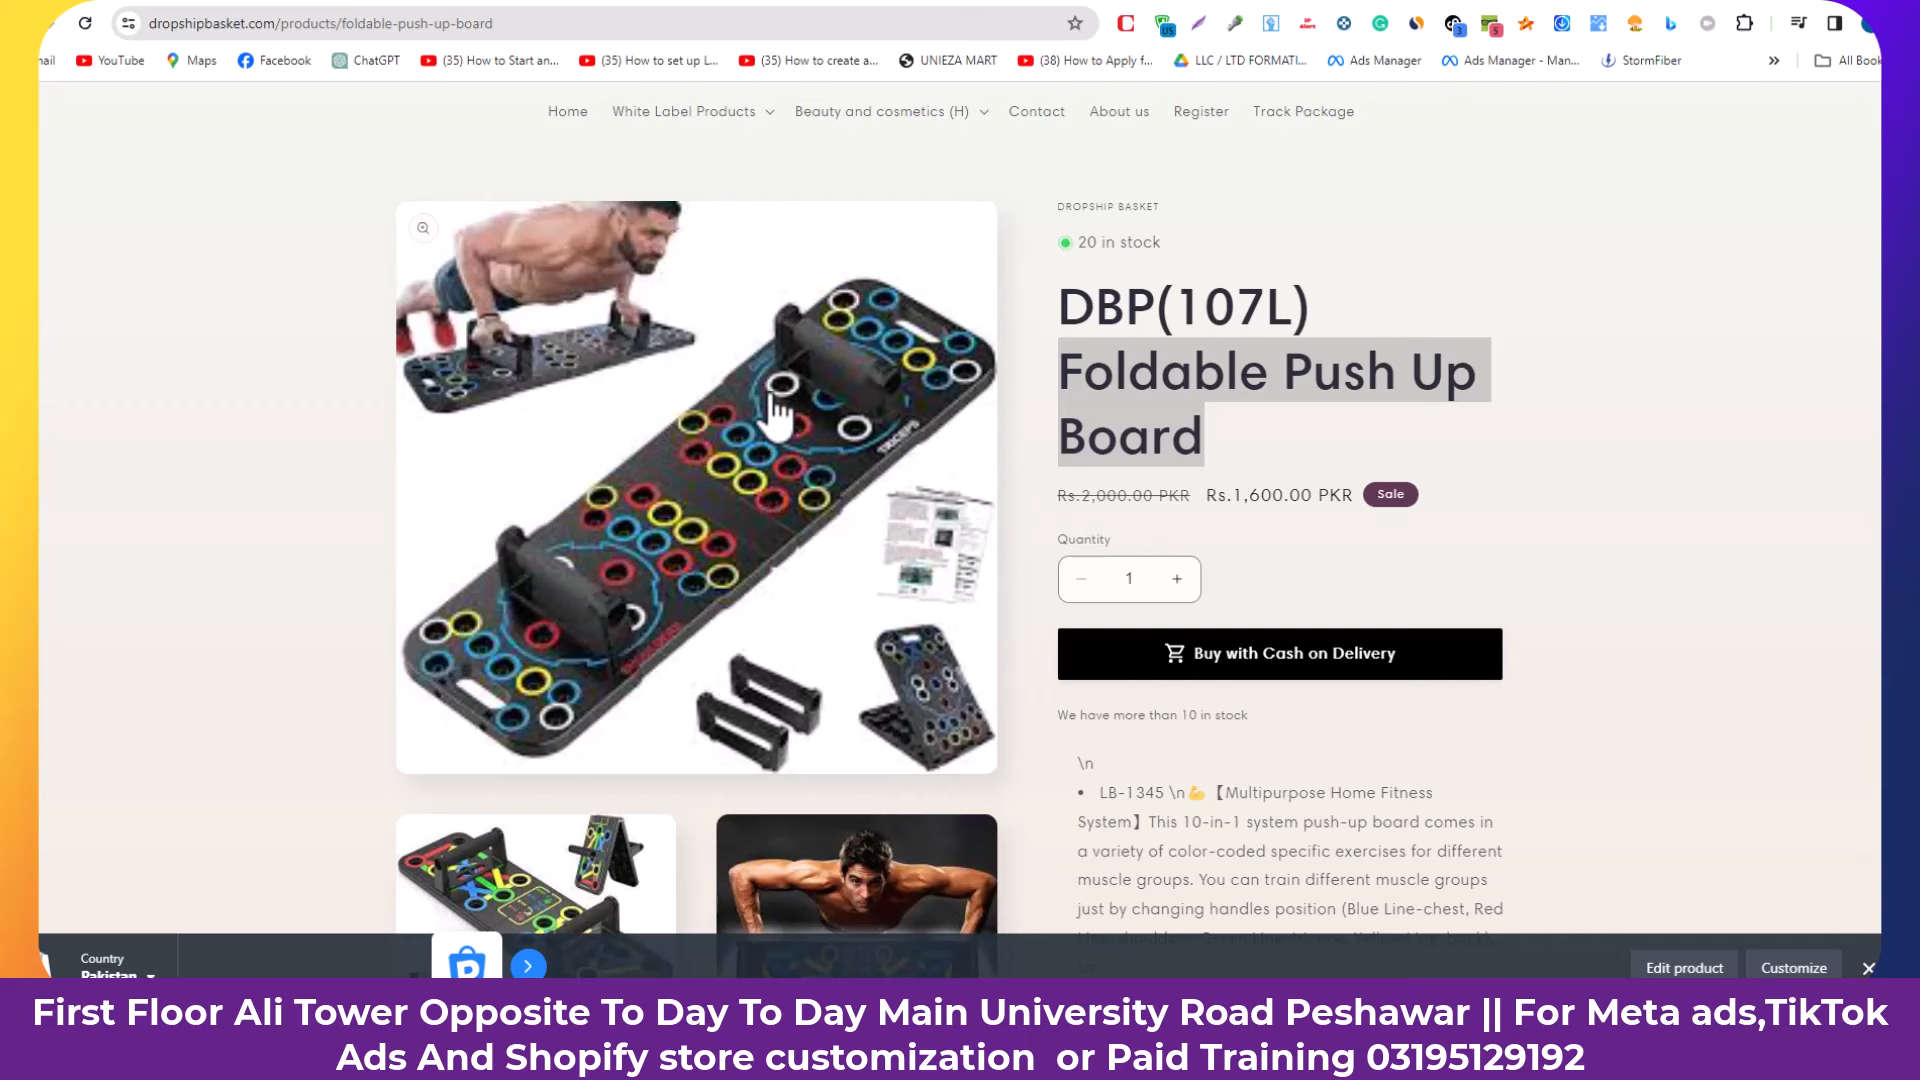 dropshipbasket.com/products/foldable-push-up-board
ail YouTube Maps Facebook ChatGPT (35) How to Start an... (35) How to set up L... (35) How to create a... UNIEZA MART (38) How to Apply f... LLC / LTD FORMATI... Ads Manager Ads Manager - Man... StormFiber All Book
Home White Label Products Beauty and cosmetics (H) Contact About us Register Track Package
DROPSHIP BASKET
20 in stock
DBP(107L)
Foldable Push Up
Board
Rs.2,000.00 PKR Rs.1,600.00 PKR Sale
Quantity
1
Buy with Cash on Delivery
We have more than 10 in stock
\n
• LB-1345 \n💪【Multipurpose Home Fitness
System】This 10-in-1 system push-up board comes in
a variety of color-coded specific exercises for different
muscle groups. You can train different muscle groups
just by changing handles position (Blue Line-chest, Red
Country
Pakistan
Edit product Customize
First Floor Ali Tower Opposite To Day To Day Main University Road Peshawar || For Meta ads,TikTok
Ads And Shopify store customization or Paid Training 03195129192